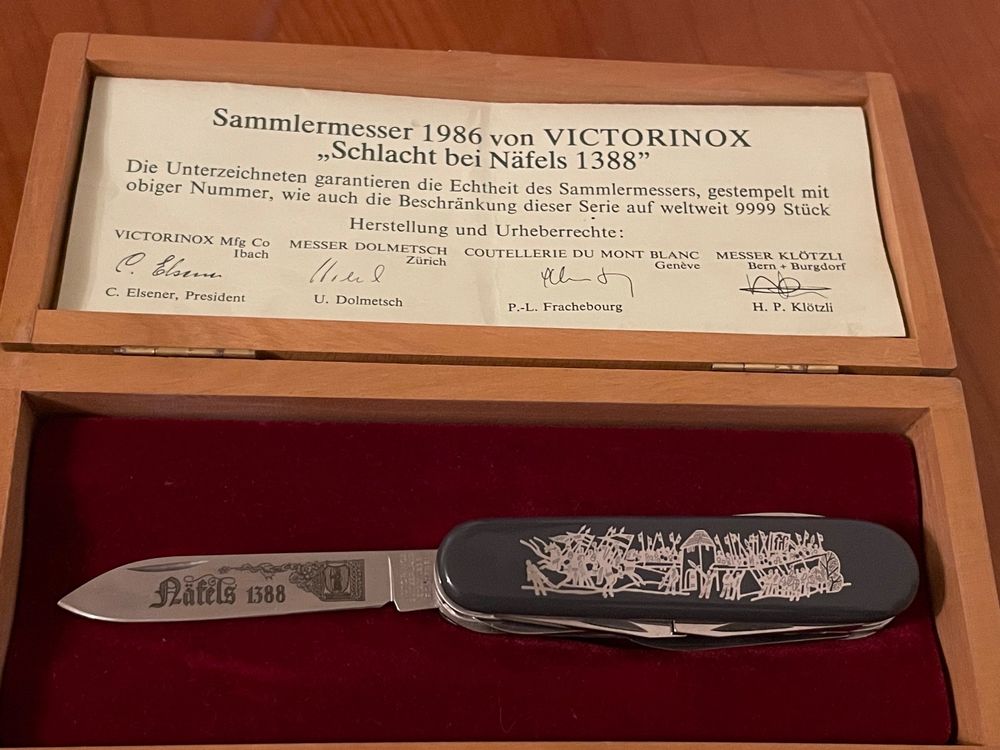 Sammlermesser 1986 von VICTORINOX
„Schlacht bei Näfels 1388”
Die Unterzeichneten garantieren die Echtheit des Sammlermessers, gestempelt mit
obiger Nummer, wie auch die Beschränkung dieser Serie auf weltweit 9999 Stück
Herstellung und Urheberrechte:
VICTORINOX Mfg Co
Ibach
C. Elsener
C. Elsener, President
MESSER DOLMETSCH
Zürich
U. Dolmetsch
COUTELLERIE DU MONT BLANC
Genève
P.-L. Frachebourg
MESSER KLÖTZLI
Bern + Burgdorf
H. P. Klötzli
Näfels 1388